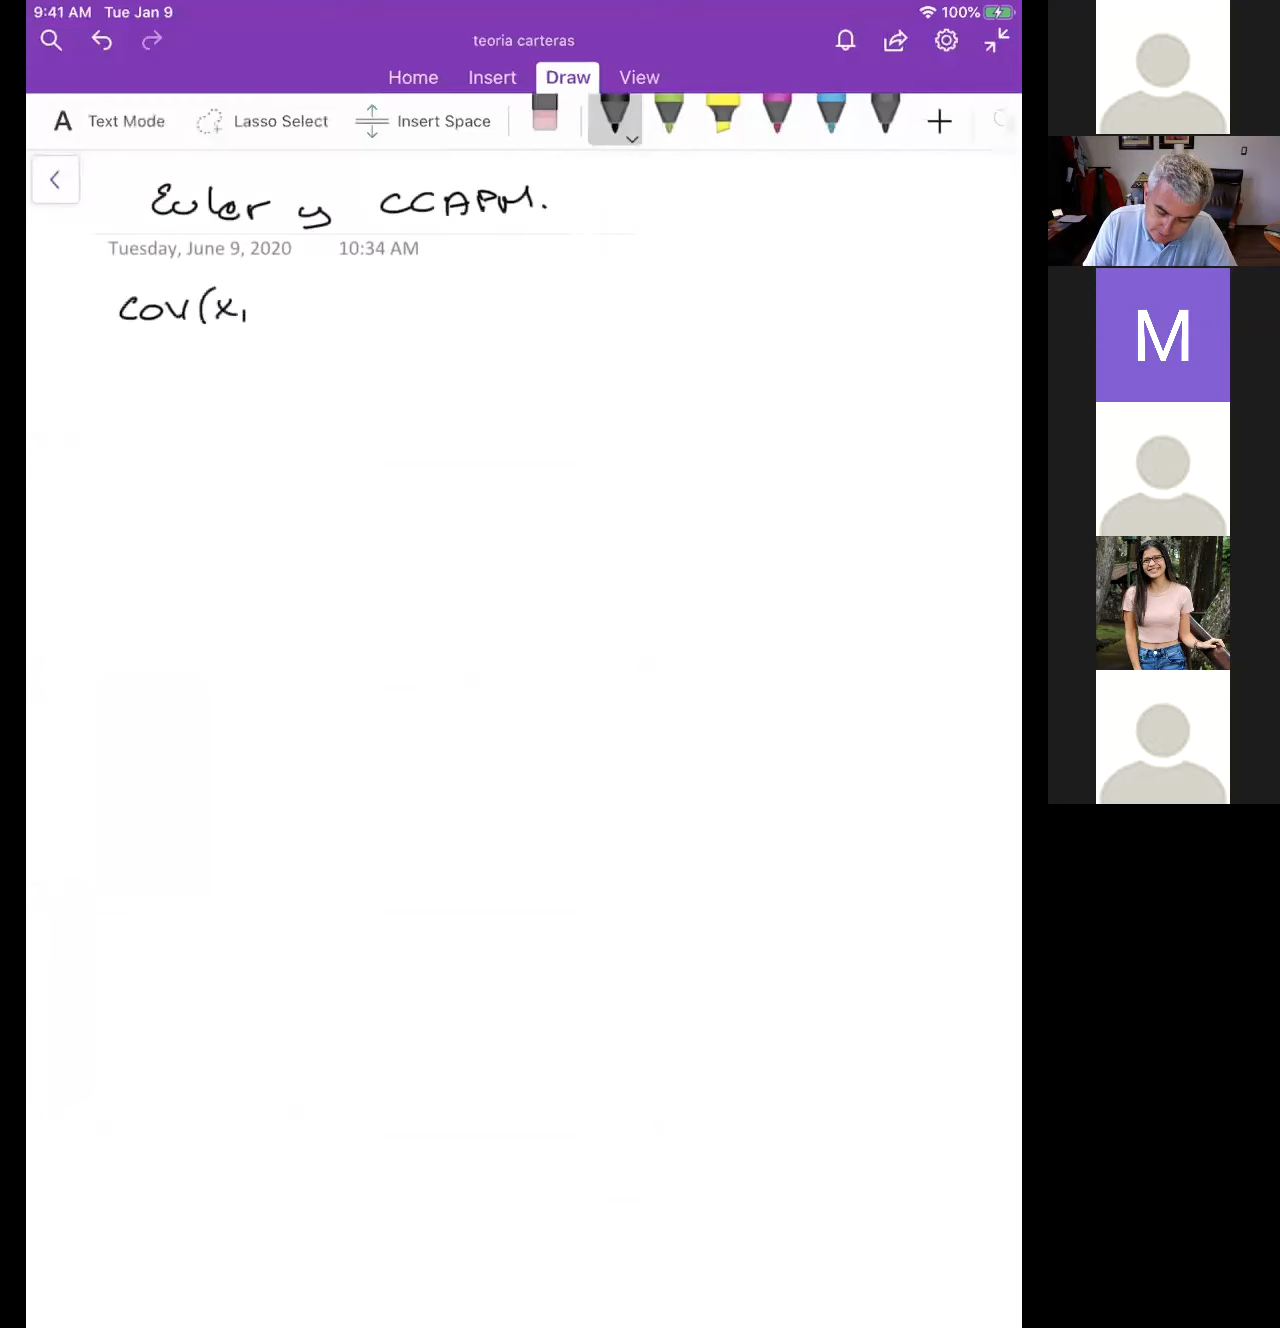 9:41 AM Tue Jan 9
100%
teoria carteras
Home Insert Draw View
A Text Mode Lasso Select Insert Space
Euler y CCAPM.
Tuesday, June 9, 2020 10:34 AM
COV(x,
M